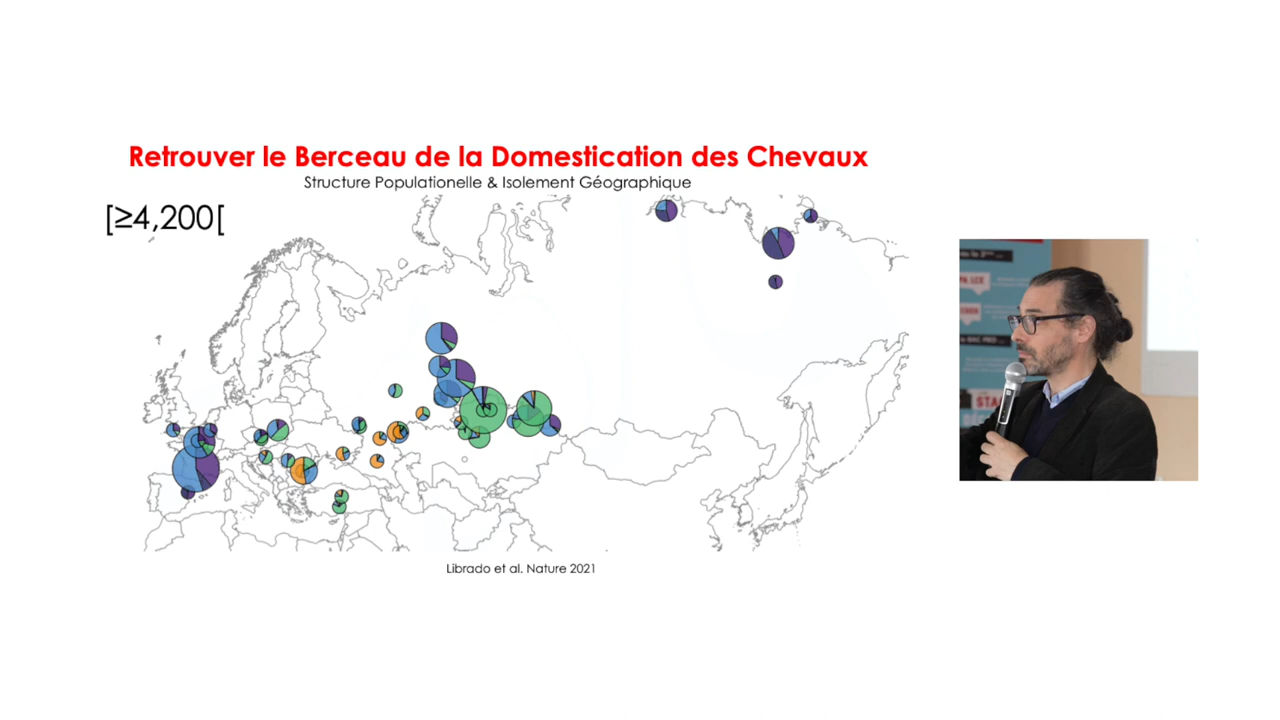 Retrouver le Berceau de la Domestication des Chevaux
Structure Populationelle & Isolement Géographique
[≥4,200[
Librado et al. Nature 2021
STA